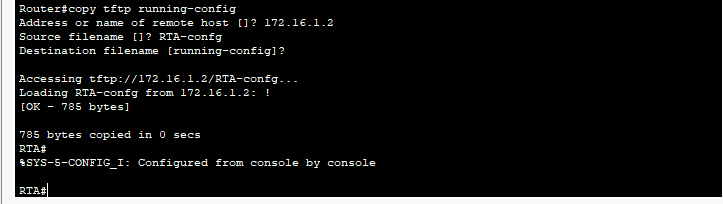 Router#copy tftp running-config
Address or name of remote host []? 172.16.1.2
Source filename []? RTA-confg
Destination filename [running-config]?
Accessing tftp://172.16.1.2/RTA-confg...
Loading RTA-confg from 172.16.1.2: !
[OK - 785 bytes]
785 bytes copied in 0 secs
RTA#
%SYS-5-CONFIG_I: Configured from console by console
RTA#